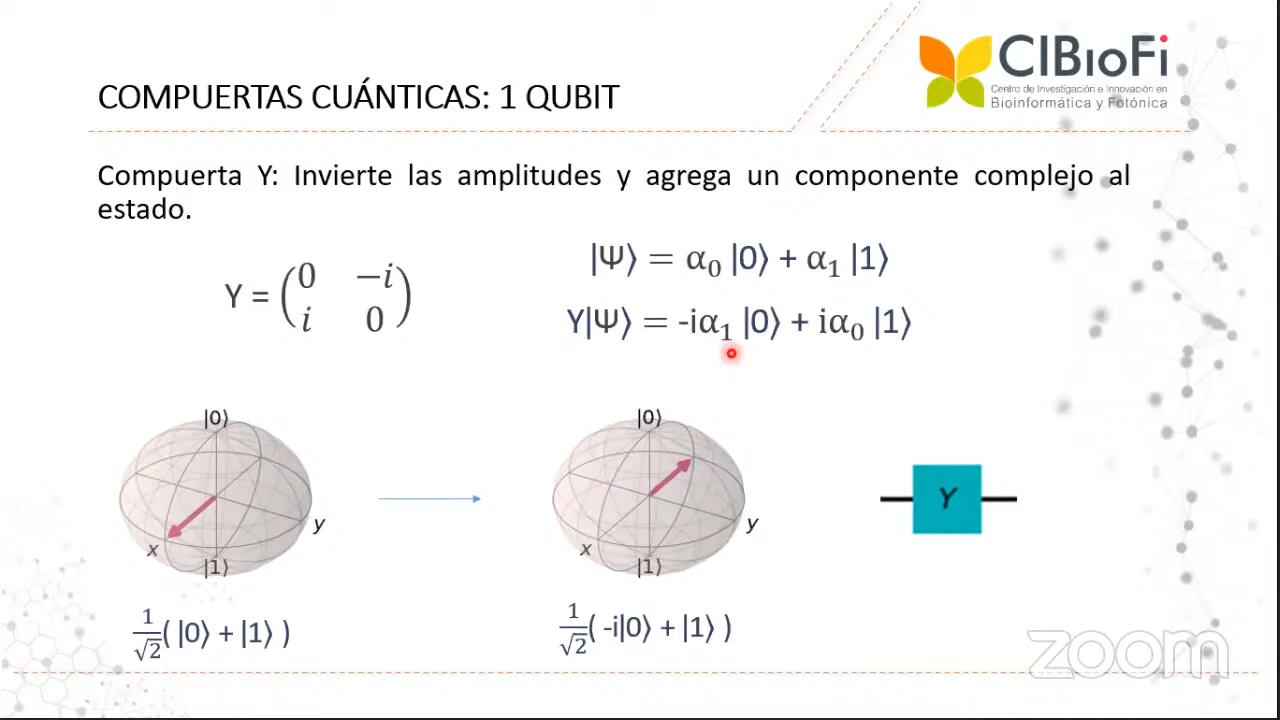 CIBioFi
Centro de Investigación e Innovación en
Bioinformática y Fotónica
COMPUERTAS CUÁNTICAS: 1 QUBIT
Compuerta Y: Invierte las amplitudes y agrega un componente complejo al
estado.
Y = (0 −i
i 0)
|Ψ⟩ = α₀ |0⟩ + α₁ |1⟩
Y|Ψ⟩ = -iα₁ |0⟩ + iα₀ |1⟩
|0⟩
x
y
|1⟩
|0⟩
x
y
|1⟩
Y
1/√2( |0⟩ + |1⟩ )
1/√2( -i|0⟩ + |1⟩ )
zoom